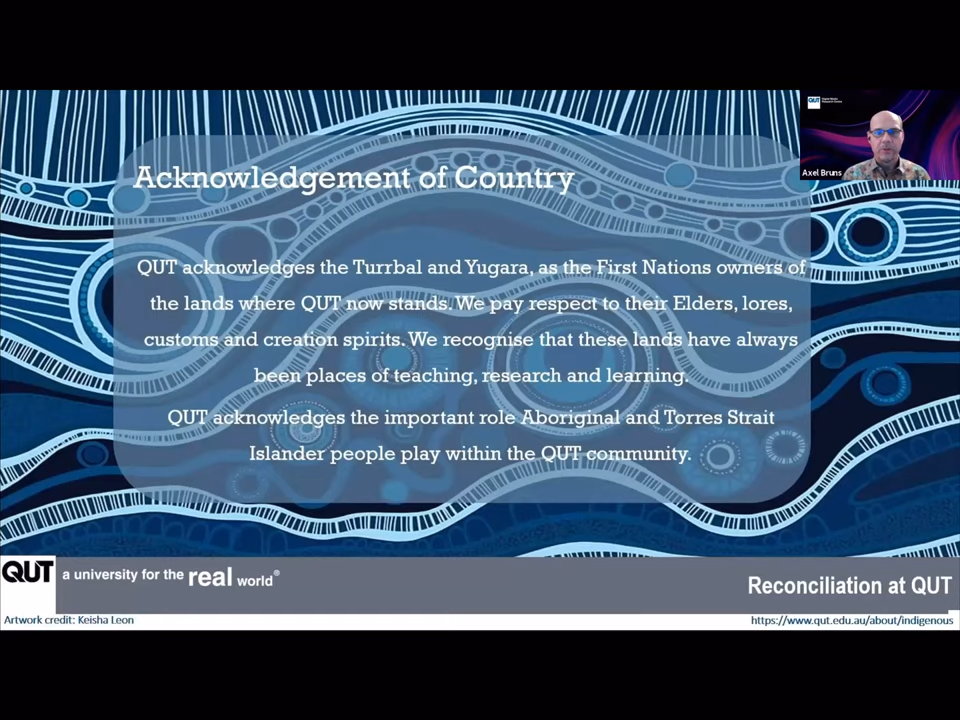 Acknowledgement of Country
QUT acknowledges the Turrbal and Yugara, as the First Nations owners of
the lands where QUT now stands. We pay respect to their Elders, lores,
customs and creation spirits. We recognise that these lands have always
been places of teaching, research and learning.
QUT acknowledges the important role Aboriginal and Torres Strait
Islander people play within the QUT community.
QUT
Axel Bruns
QUT a university for the real world®
Reconciliation at QUT
Artwork credit: Keisha Leon
https://www.qut.edu.au/about/indigenous